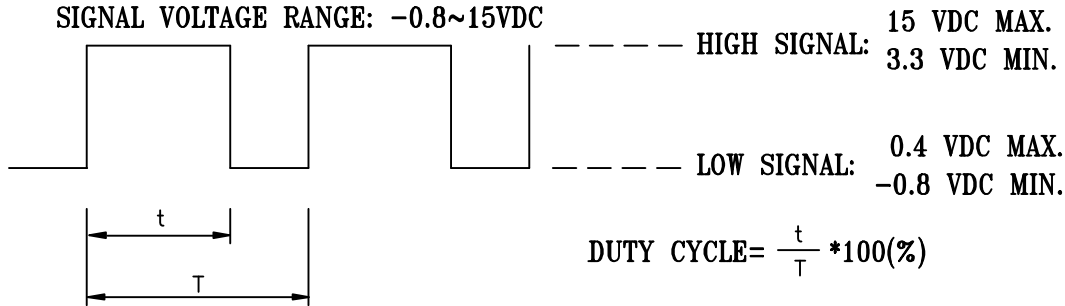 SIGNAL VOLTAGE RANGE: -0.8~15VDC
HIGH SIGNAL: 15 VDC MAX.
3.3 VDC MIN.
LOW SIGNAL: 0.4 VDC MAX.
-0.8 VDC MIN.
t
T
DUTY CYCLE= t/T *100(%)